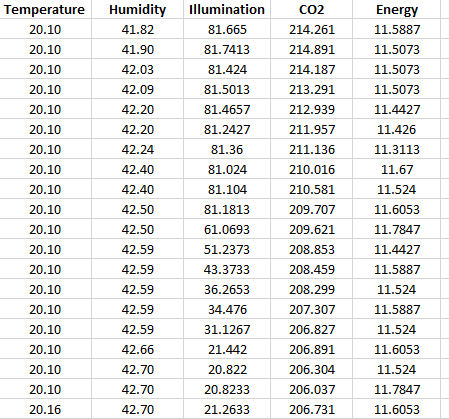 Temperature Humidity Illumination CO2 Energy
20.10 41.82 81.665 214.261 11.5887
20.10 41.90 81.7413 214.891 11.5073
20.10 42.03 81.424 214.187 11.5073
20.10 42.09 81.5013 213.291 11.5073
20.10 42.20 81.4657 212.939 11.4427
20.10 42.20 81.2427 211.957 11.426
20.10 42.24 81.36 211.136 11.3113
20.10 42.40 81.024 210.016 11.67
20.10 42.40 81.104 210.581 11.524
20.10 42.50 81.1813 209.707 11.6053
20.10 42.50 61.0693 209.621 11.7847
20.10 42.59 51.2373 208.853 11.4427
20.10 42.59 43.3733 208.459 11.5887
20.10 42.59 36.2653 208.299 11.524
20.10 42.59 34.476 207.307 11.5887
20.10 42.59 31.1267 206.827 11.524
20.10 42.66 21.442 206.891 11.6053
20.10 42.70 20.822 206.304 11.524
20.10 42.70 20.8233 206.037 11.7847
20.16 42.70 21.2633 206.731 11.6053